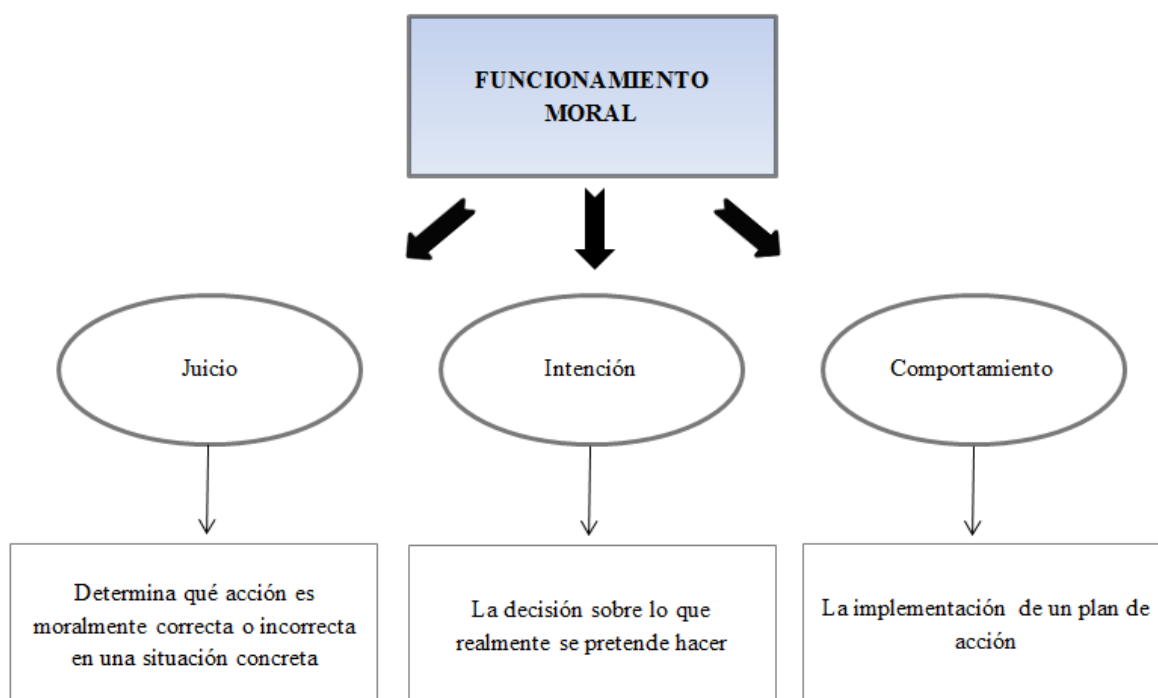 FUNCIONAMIENTO
MORAL
Juicio
Intención
Comportamiento
Determina qué acción es
moralmente correcta o incorrecta
en una situación concreta
La decisión sobre lo que
realmente se pretende hacer
La implementación de un plan de
acción